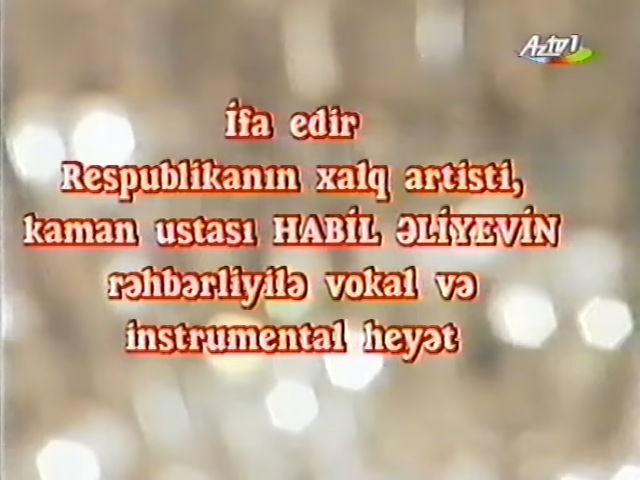 AzTV1
İfa edir
Respublikanın xalq artisti,
kaman ustası HABİL ƏLİYEVİN
rəhbərliyilə vokal və
instrumental heyət